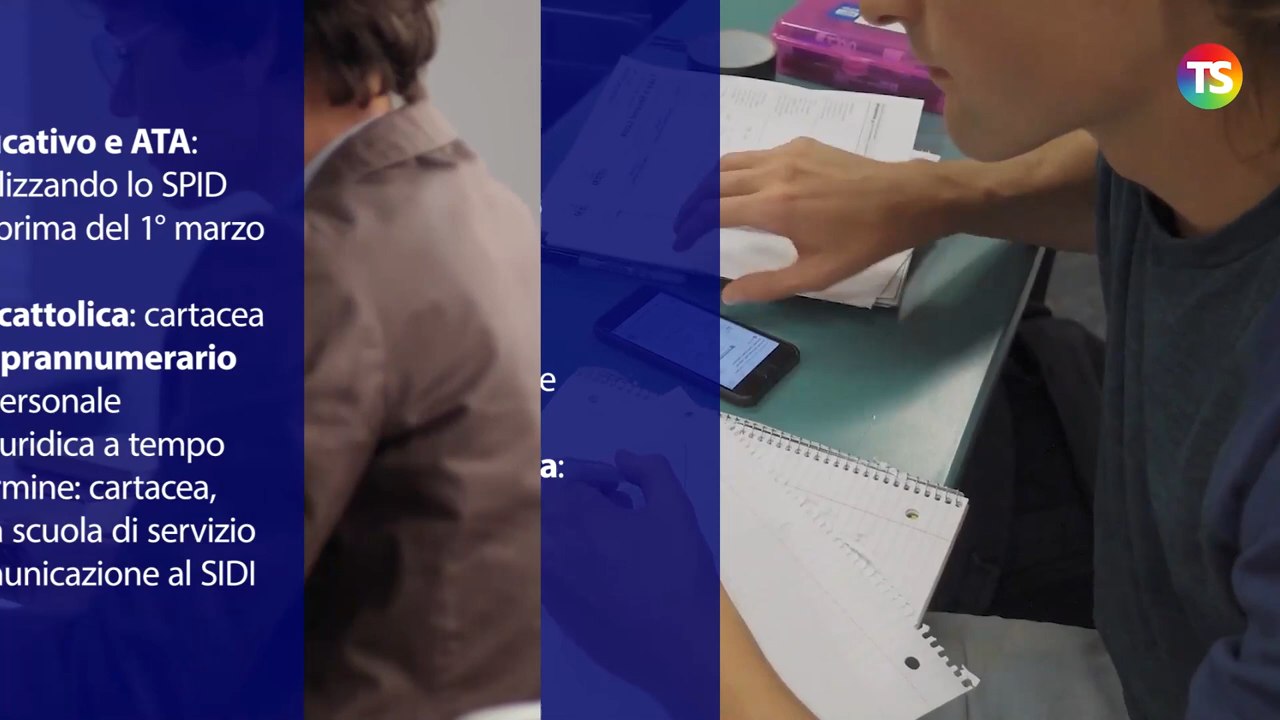 ucativo e ATA:
lizzando lo SPID
prima del 1° marzo
cattolica: cartacea
prannumerario
ersonale
uridica a tempo
rmine: cartacea,
a scuola di servizio
unicazione al SIDI
e
a:
TS